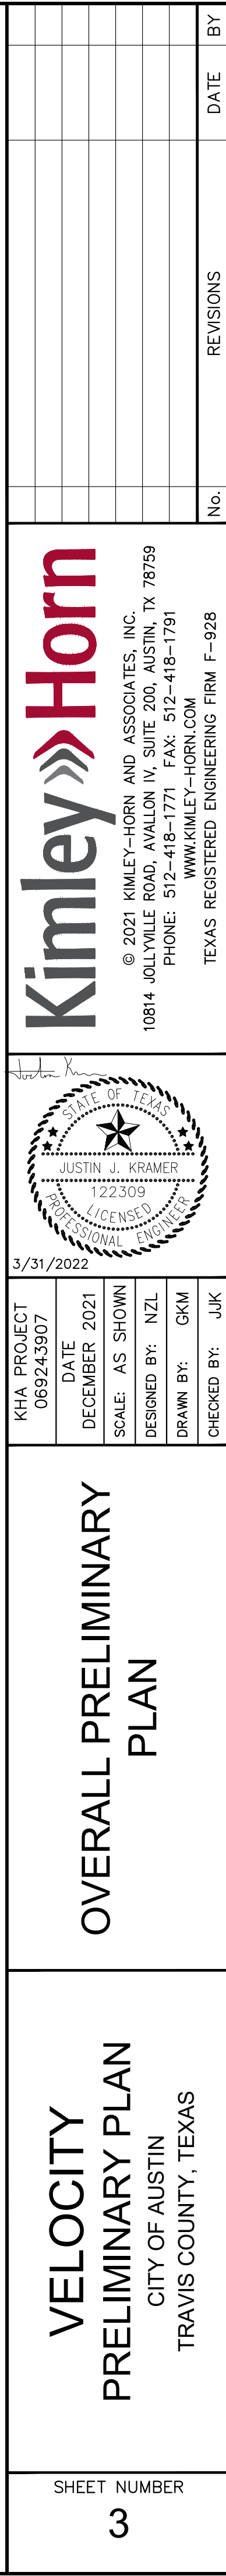 No.
REVISIONS
DATE
BY
Kimley»Horn
© 2021 KIMLEY-HORN AND ASSOCIATES, INC.
10814 JOLLYVILLE ROAD, AVALLON IV, SUITE 200, AUSTIN, TX 78759
PHONE: 512-418-1771 FAX: 512-418-1791
WWW.KIMLEY-HORN.COM
TEXAS REGISTERED ENGINEERING FIRM F-928
STATE OF TEXAS
JUSTIN J. KRAMER
122309
LICENSED
PROFESSIONAL ENGINEER
3/31/2022
KHA PROJECT
069243907
DATE
DECEMBER 2021
SCALE: AS SHOWN
DESIGNED BY: NZL
DRAWN BY: GKM
CHECKED BY: JJK
OVERALL PRELIMINARY
PLAN
VELOCITY
PRELIMINARY PLAN
CITY OF AUSTIN
TRAVIS COUNTY, TEXAS
SHEET NUMBER
3